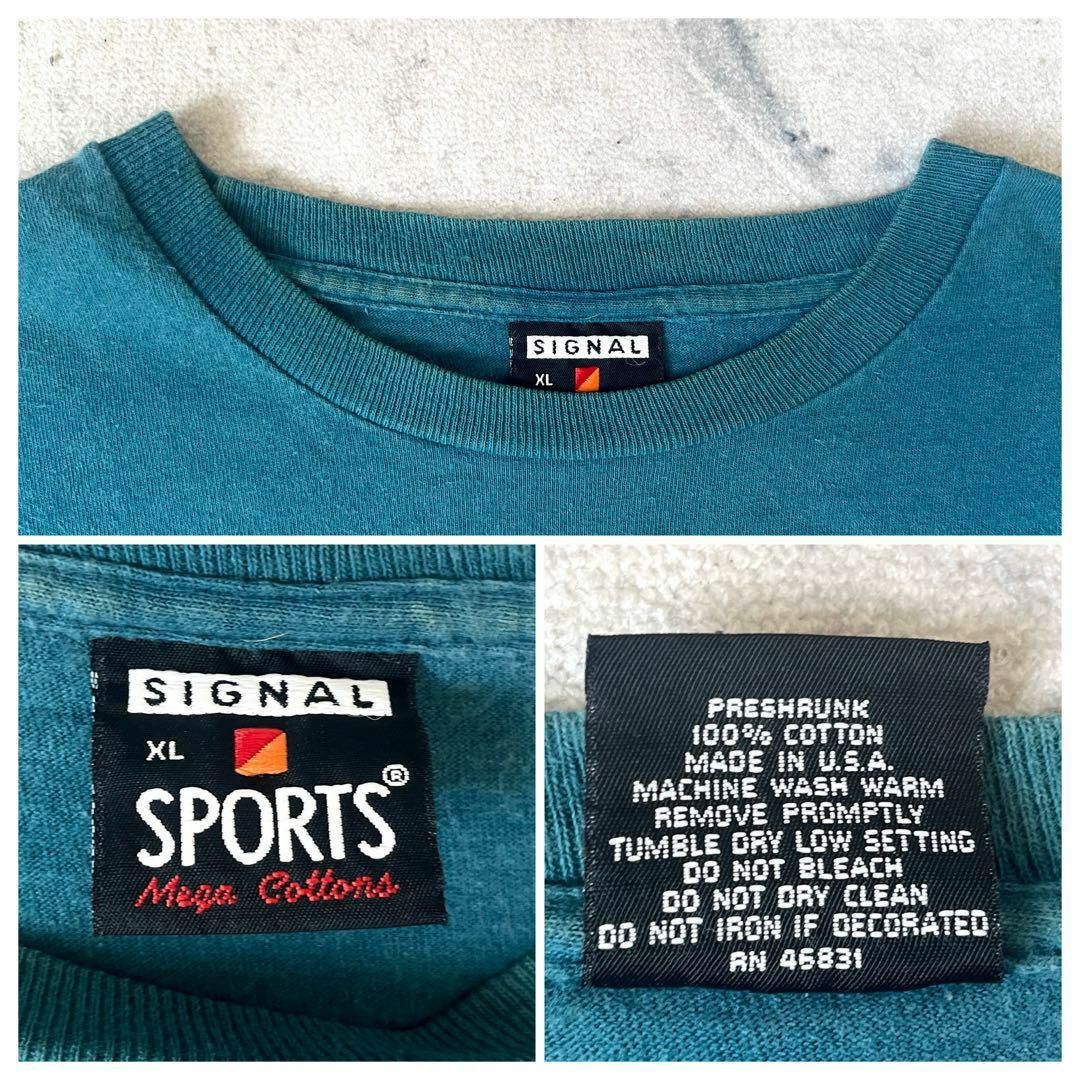 SIGNAL
XL
SIGNAL
XL
SPORTS®
Mega Cottons
PRESHRUNK
100% COTTON
MADE IN U.S.A.
MACHINE WASH WARM
REMOVE PROMPTLY
TUMBLE DRY LOW SETTING
DO NOT BLEACH
DO NOT DRY CLEAN
DO NOT IRON IF DECORATED
RN 46831